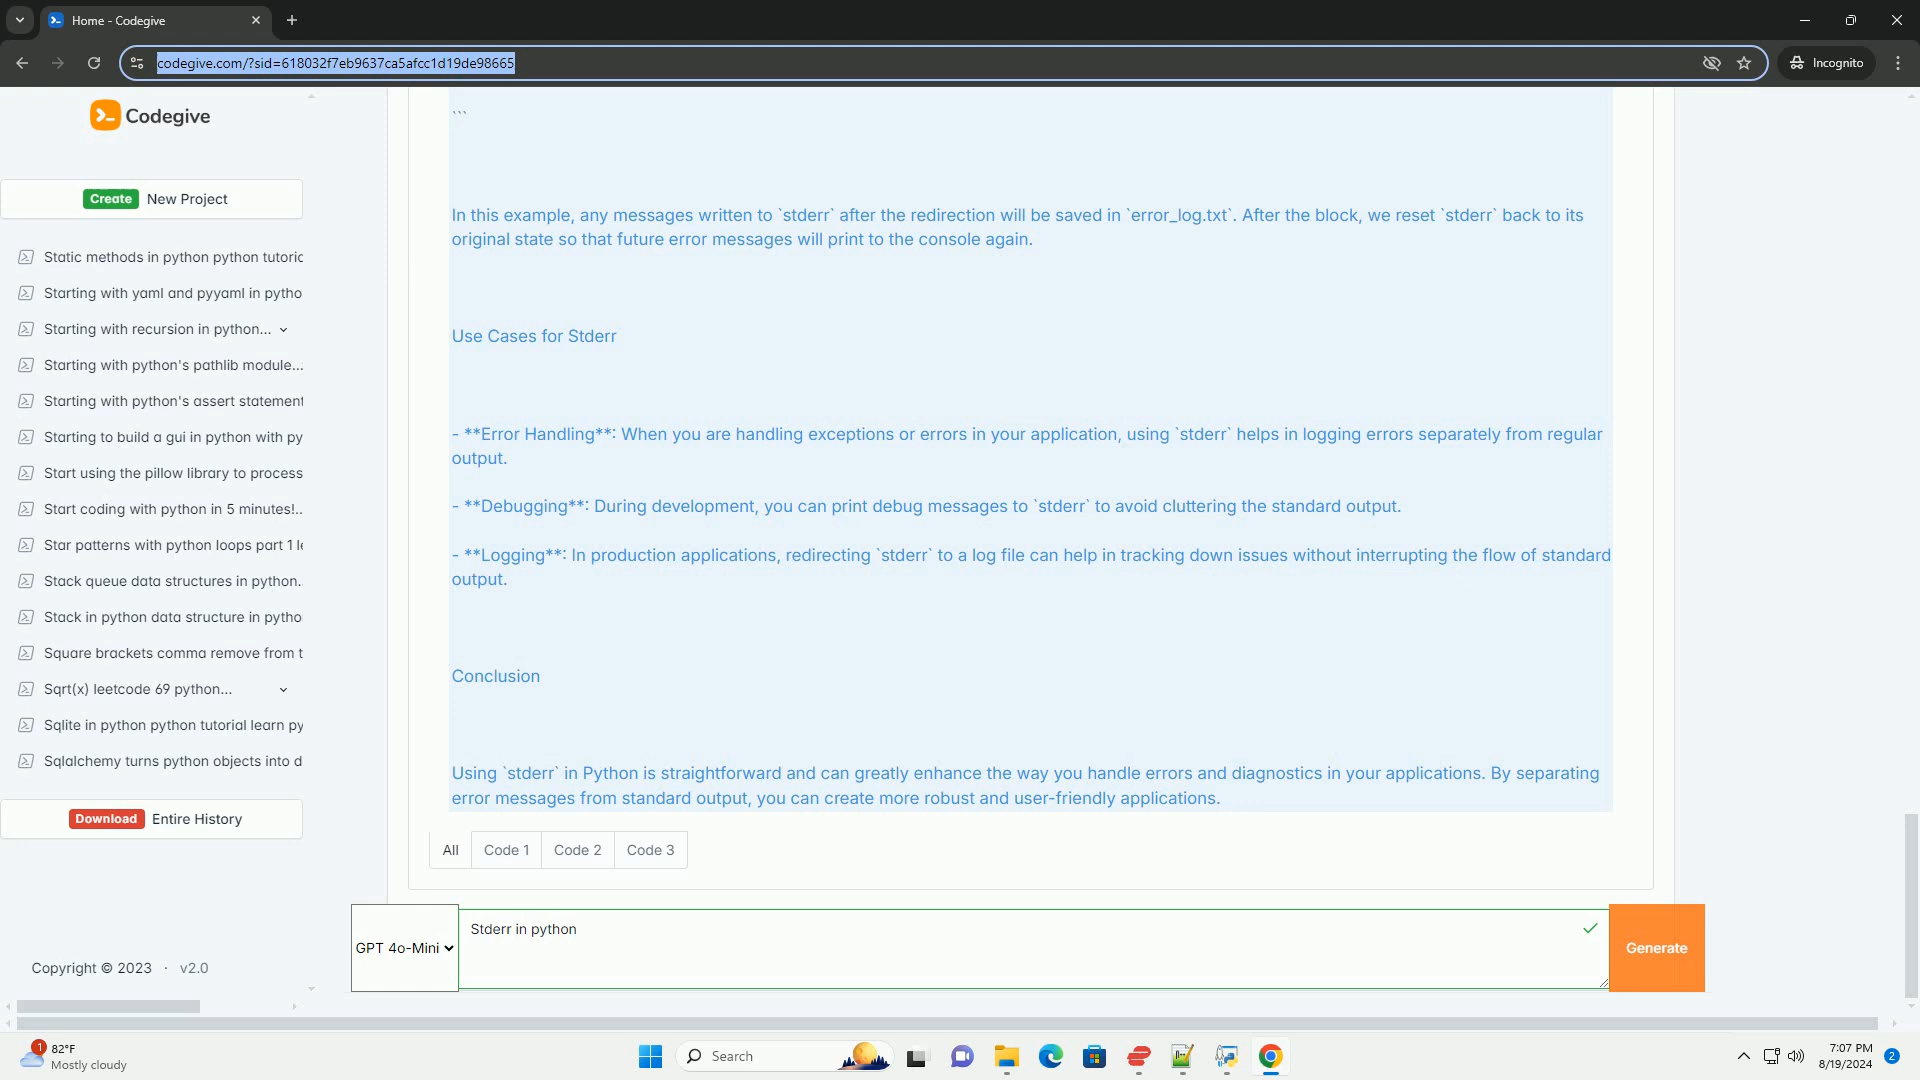 Home - Codegive
codegive.com/?sid=618032f7eb9637ca5afcc1d19de98665
Incognito
Codegive
Create New Project
Static methods in python python tutoric
Starting with yaml and pyyaml in pytho
Starting with recursion in python...
Starting with python's pathlib module...
Starting with python's assert statement
Starting to build a gui in python with py
Start using the pillow library to process
Start coding with python in 5 minutes!..
Star patterns with python loops part 1 le
Stack queue data structures in python.
Stack in python data structure in pytho
Square brackets comma remove from t
Sqrt(x) leetcode 69 python...
Sqlite in python python tutorial learn py
Sqlalchemy turns python objects into d
Download Entire History
Copyright © 2023 · v2.0
```
In this example, any messages written to `stderr` after the redirection will be saved in `error_log.txt`. After the block, we reset `stderr` back to its
original state so that future error messages will print to the console again.
Use Cases for Stderr
- **Error Handling**: When you are handling exceptions or errors in your application, using `stderr` helps in logging errors separately from regular
output.
- **Debugging**: During development, you can print debug messages to `stderr` to avoid cluttering the standard output.
- **Logging**: In production applications, redirecting `stderr` to a log file can help in tracking down issues without interrupting the flow of standard
output.
Conclusion
Using `stderr` in Python is straightforward and can greatly enhance the way you handle errors and diagnostics in your applications. By separating
error messages from standard output, you can create more robust and user-friendly applications.
All Code 1 Code 2 Code 3
GPT 4o-Mini
Stderr in python
Generate
1
82°F
Mostly cloudy
Search
7:07 PM
8/19/2024
2